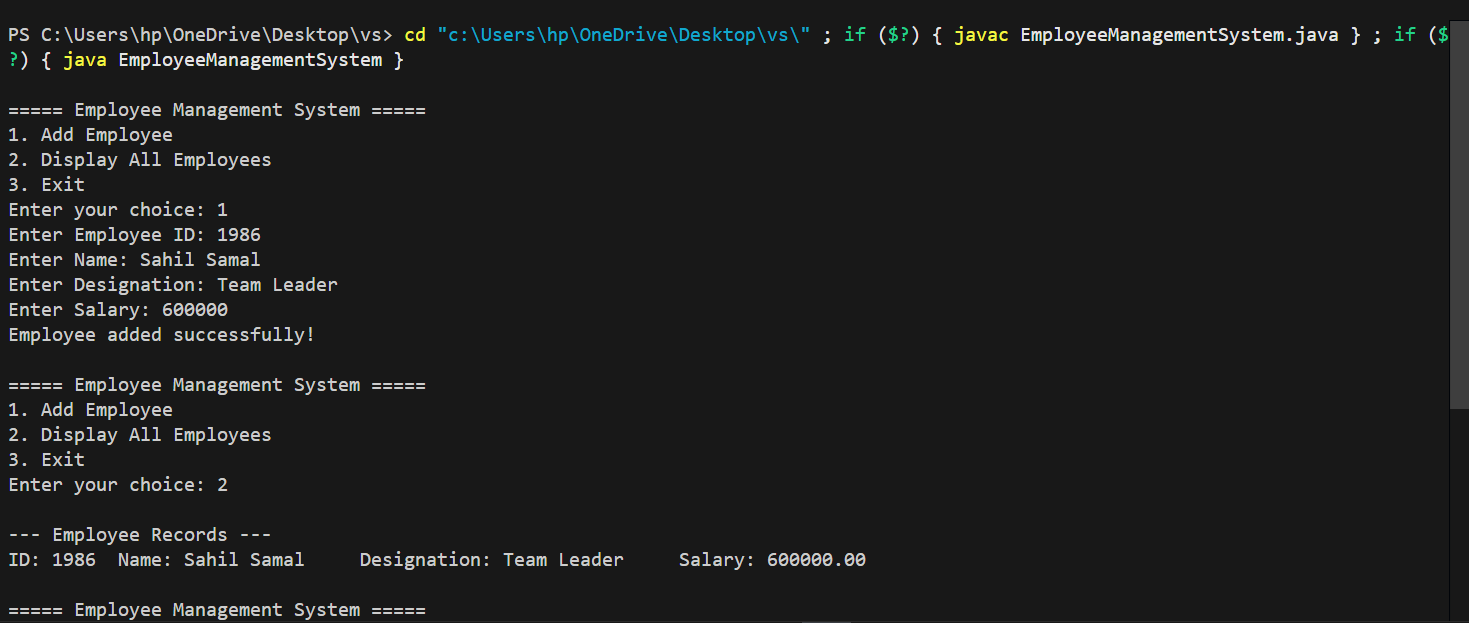 PS C:\Users\hp\OneDrive\Desktop\vs> cd "c:\Users\hp\OneDrive\Desktop\vs\" ; if ($?) { javac EmployeeManagementSystem.java } ; if ($
?) { java EmployeeManagementSystem }
===== Employee Management System =====
1. Add Employee
2. Display All Employees
3. Exit
Enter your choice: 1
Enter Employee ID: 1986
Enter Name: Sahil Samal
Enter Designation: Team Leader
Enter Salary: 600000
Employee added successfully!
===== Employee Management System =====
1. Add Employee
2. Display All Employees
3. Exit
Enter your choice: 2
--- Employee Records ---
ID: 1986  Name: Sahil Samal     Designation: Team Leader     Salary: 600000.00
===== Employee Management System =====